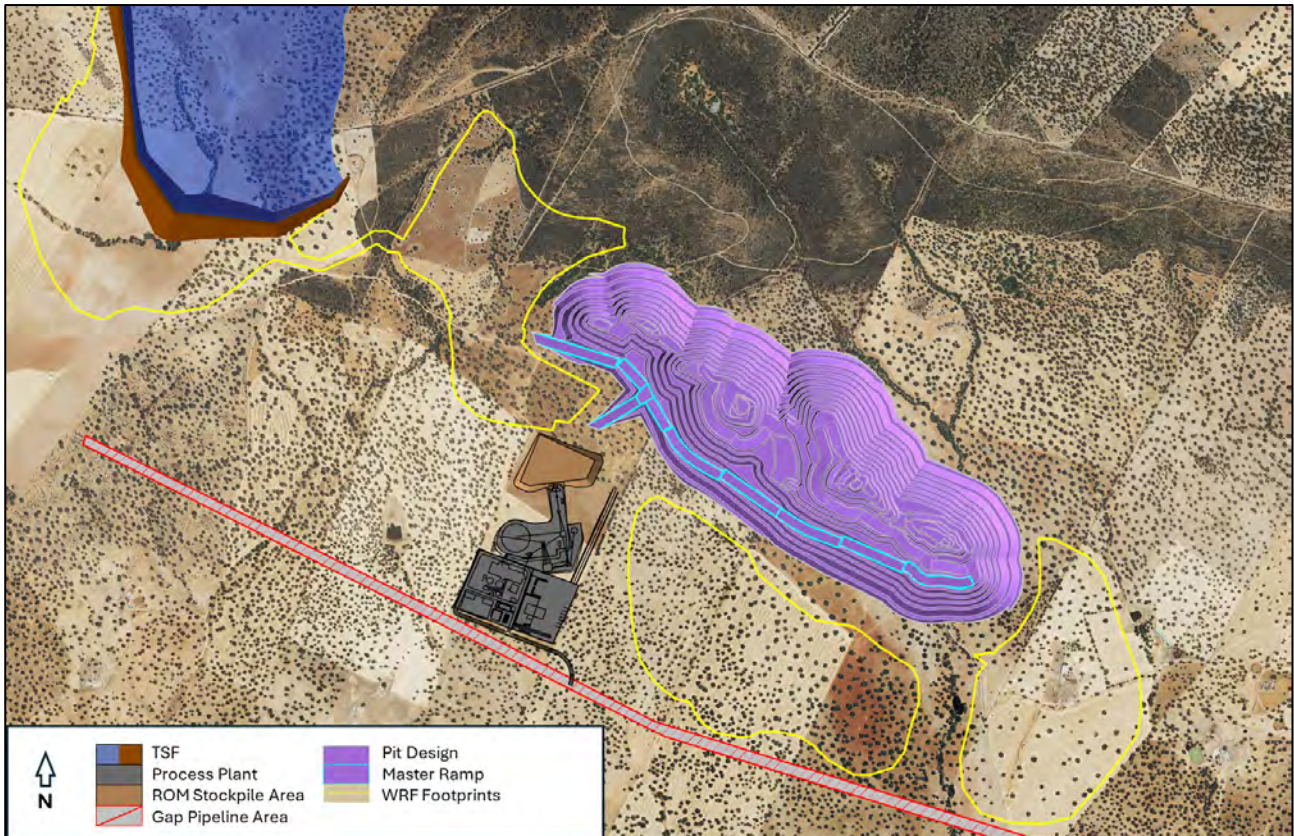 N
TSF
Process Plant
ROM Stockpile Area
Gap Pipeline Area
Pit Design
Master Ramp
WRF Footprints